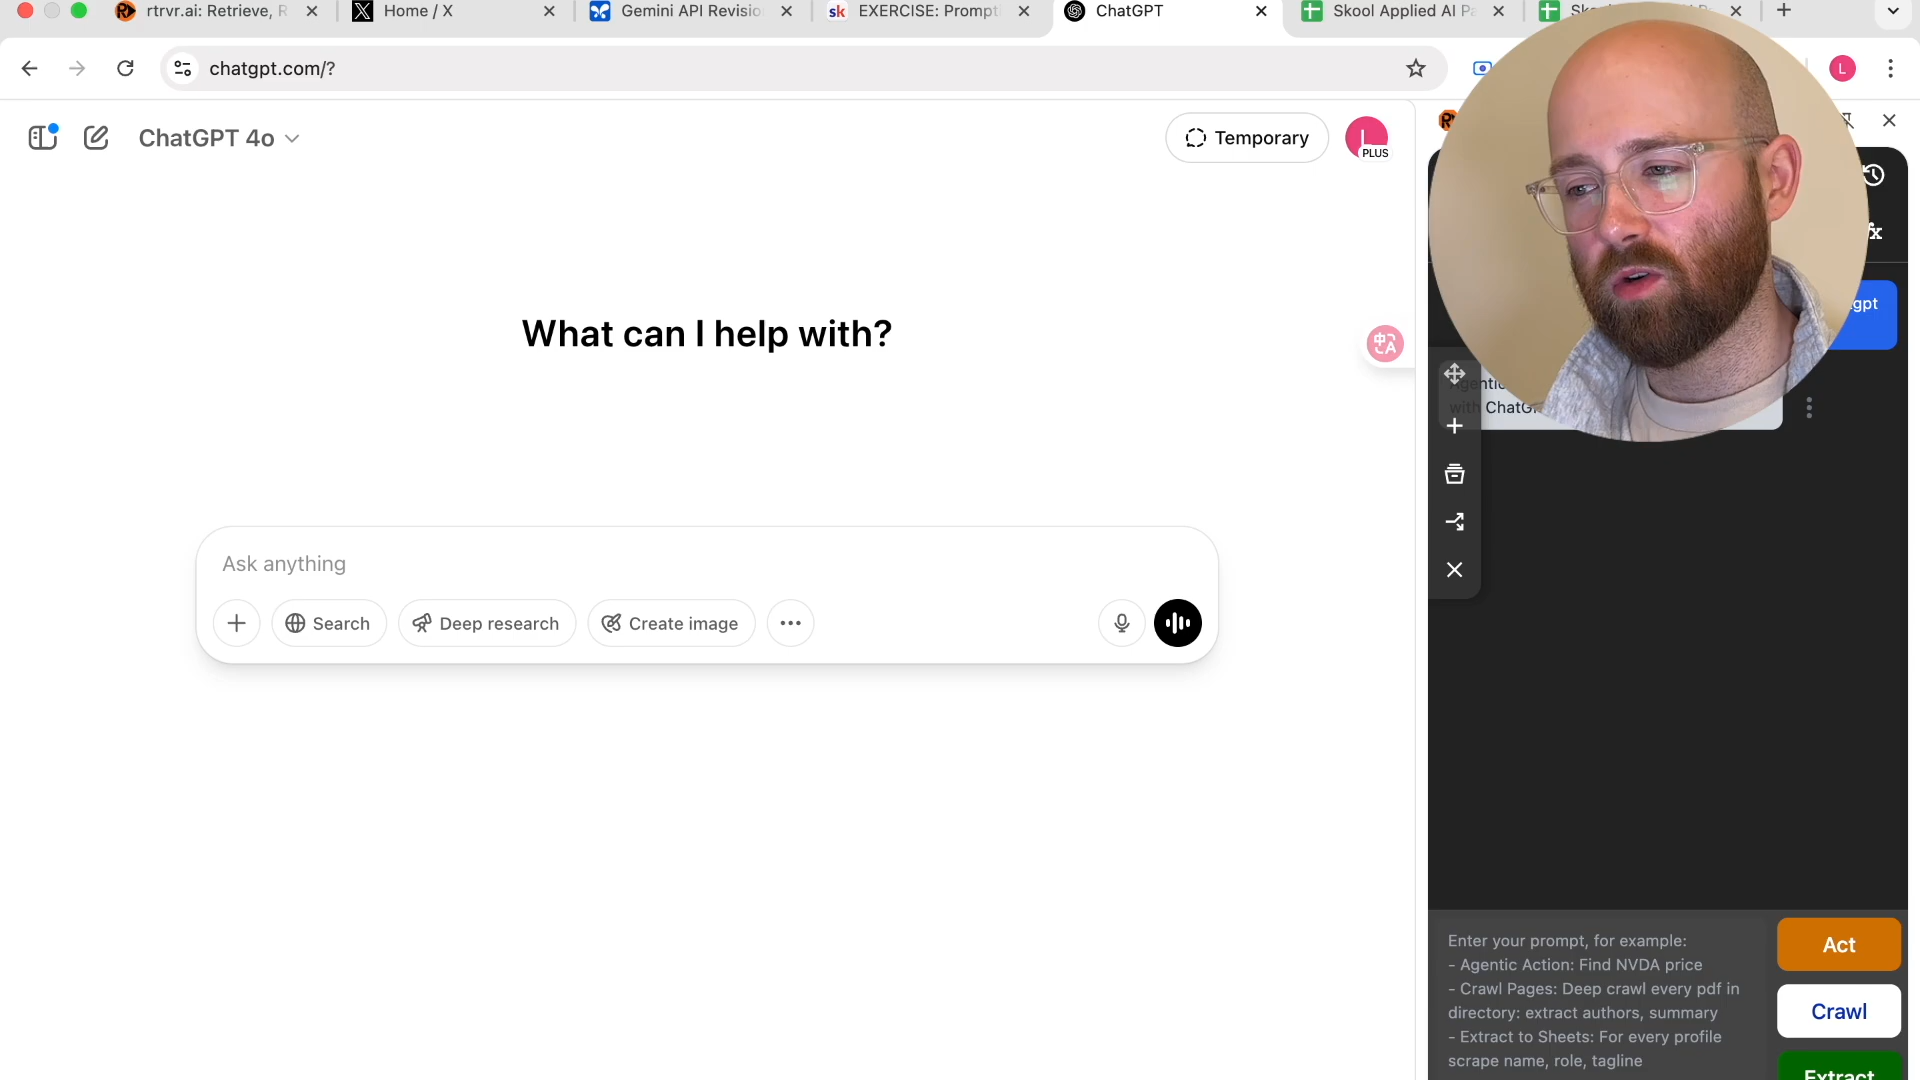 rtrvr.ai: Retrieve, R
Home / X
Gemini API Revisio
sk
EXERCISE: Prompt
ChatGPT
Skool Applied AI Pa
chatgpt.com/?
L
ChatGPT 4o
Temporary
L
PLUS
What can I help with?
Ask anything
Search
Deep research
Create image
gpt
with ChatG
Enter your prompt, for example:
- Agentic Action: Find NVDA price
- Crawl Pages: Deep crawl every pdf in
directory: extract authors, summary
- Extract to Sheets: For every profile
scrape name, role, tagline
Act
Crawl
Extract